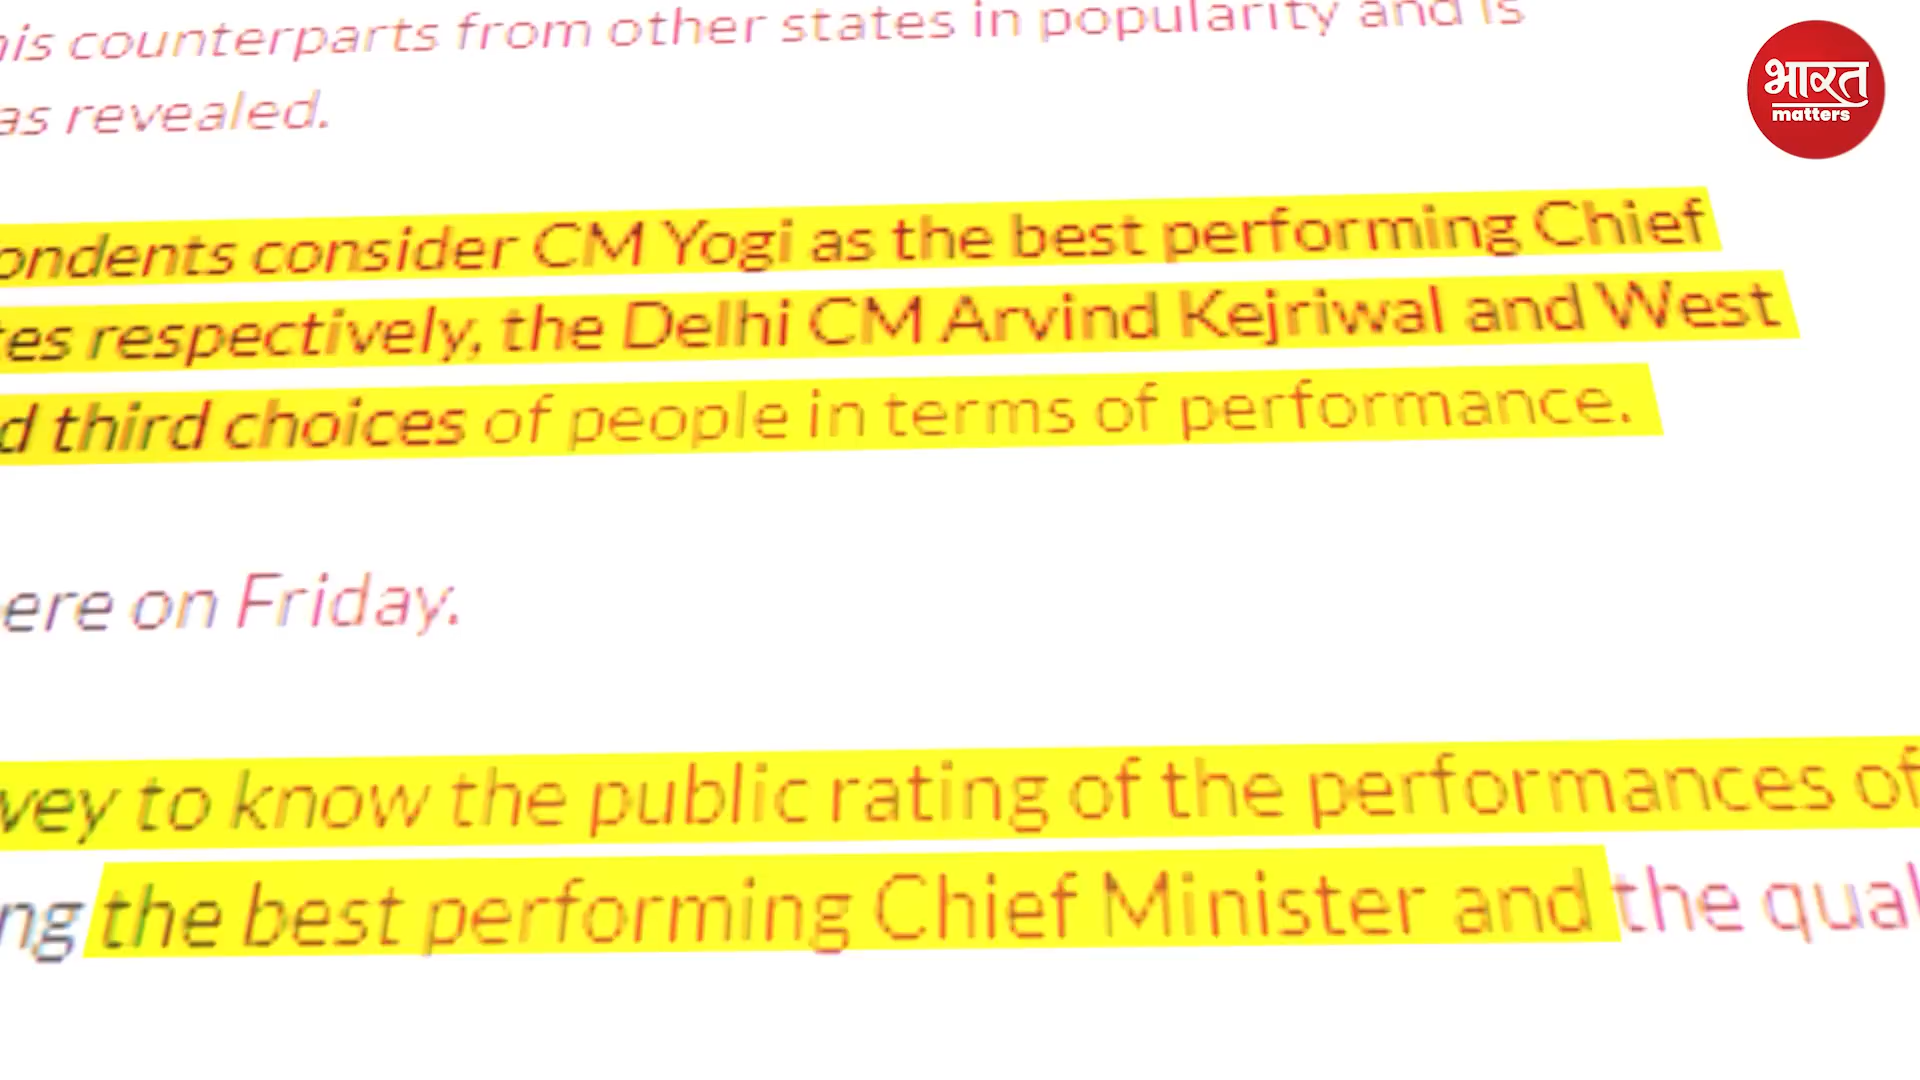 his counterparts from other states in popularity and is
as revealed.
भारत
matters
ondents consider CM Yogi as the best performing Chief
tes respectively, the Delhi CM Arvind Kejriwal and West
d third choices of people in terms of performance.
ere on Friday.
vey to know the public rating of the performances of
ng the best performing Chief Minister and the qual